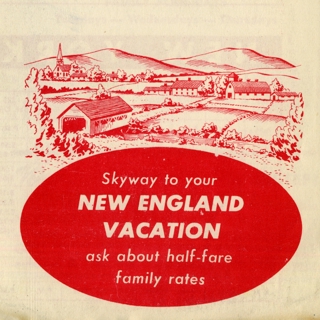 Skyway to your
NEW ENGLAND
VACATION
ask about half-fare
family rates